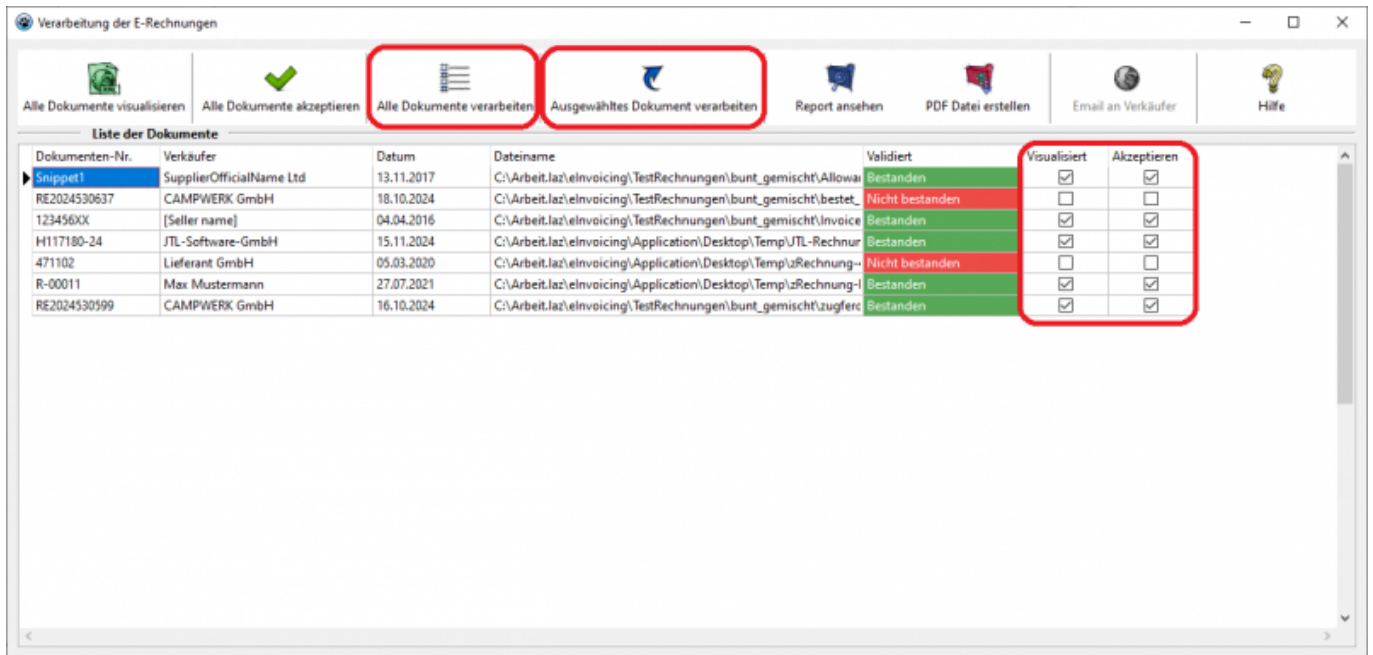 Verarbeitung der E-Rechnungen
Alle Dokumente visualisieren Alle Dokumente akzeptieren Alle Dokumente verarbeiten Ausgewähltes Dokument verarbeiten Report ansehen PDF Datei erstellen Email an Verkäufer Hilfe
Liste der Dokumente
Dokumenten-Nr. Verkäufer Datum Dateiname Validiert Visualisiert Akzeptieren
Snippet1 SupplierOfficialName Ltd 13.11.2017 C:\Arbeit.laz\eInvoicing\TestRechnungen\bunt_gemischt\Allowa Bestanden
RE2024530637 CAMPWERK GmbH 18.10.2024 C:\Arbeit.laz\eInvoicing\TestRechnungen\bunt_gemischt\bestet_ Nicht bestanden
123456XX [Seller name] 04.04.2016 C:\Arbeit.laz\eInvoicing\TestRechnungen\bunt_gemischt\Invoice Bestanden
H117180-24 JTL-Software-GmbH 15.11.2024 C:\Arbeit.laz\eInvoicing\Application\Desktop\Temp\JTL-Rechnur Bestanden
471102 Lieferant GmbH 05.03.2020 C:\Arbeit.laz\eInvoicing\Application\Desktop\Temp\zRechnung- Nicht bestanden
R-00011 Max Mustermann 27.07.2021 C:\Arbeit.laz\eInvoicing\Application\Desktop\Temp\zRechnung-I Bestanden
RE2024530599 CAMPWERK GmbH 16.10.2024 C:\Arbeit.laz\eInvoicing\TestRechnungen\bunt_gemischt\zugferc Bestanden